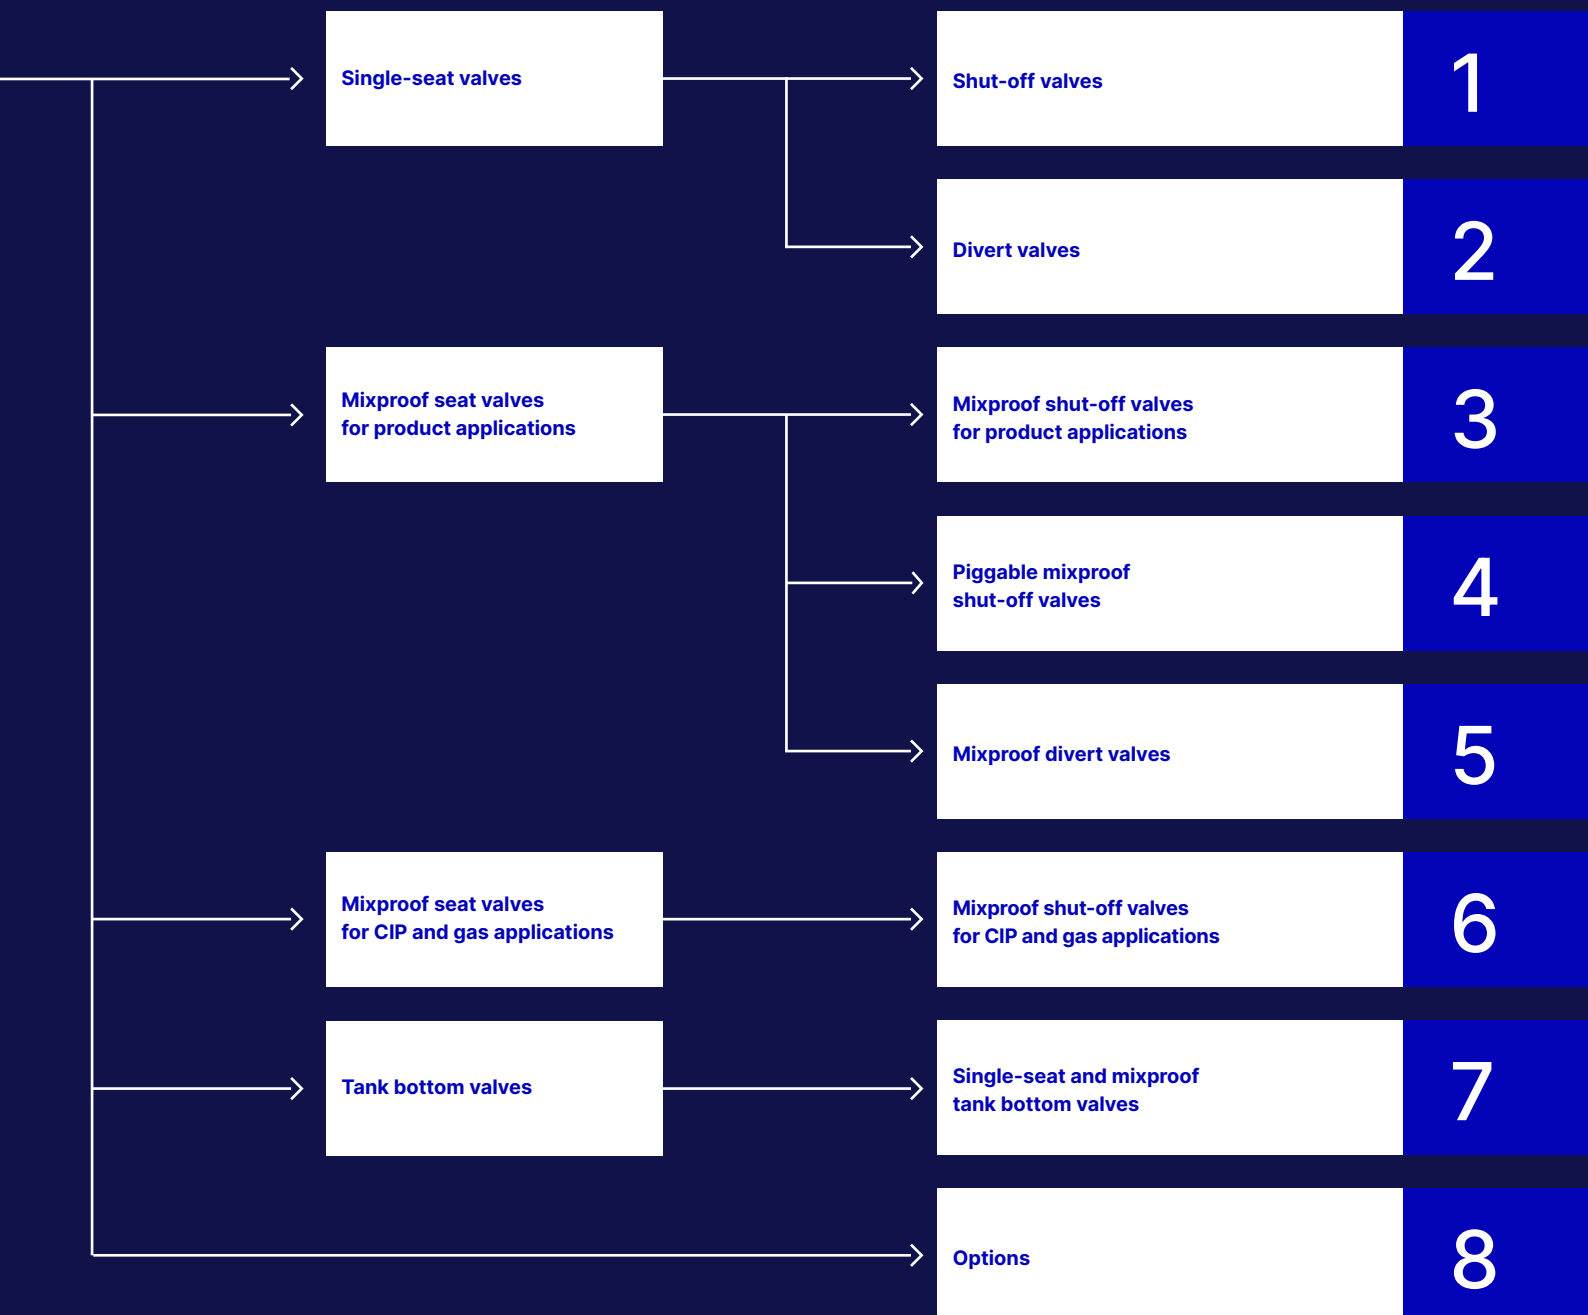 Single-seat valves
Shut-off valves
1
Divert valves
2
Mixproof seat valves
for product applications
Mixproof shut-off valves
for product applications
3
Piggable mixproof
shut-off valves
4
Mixproof divert valves
5
Mixproof seat valves
for CIP and gas applications
Mixproof shut-off valves
for CIP and gas applications
6
Tank bottom valves
Single-seat and mixproof
tank bottom valves
7
Options
8